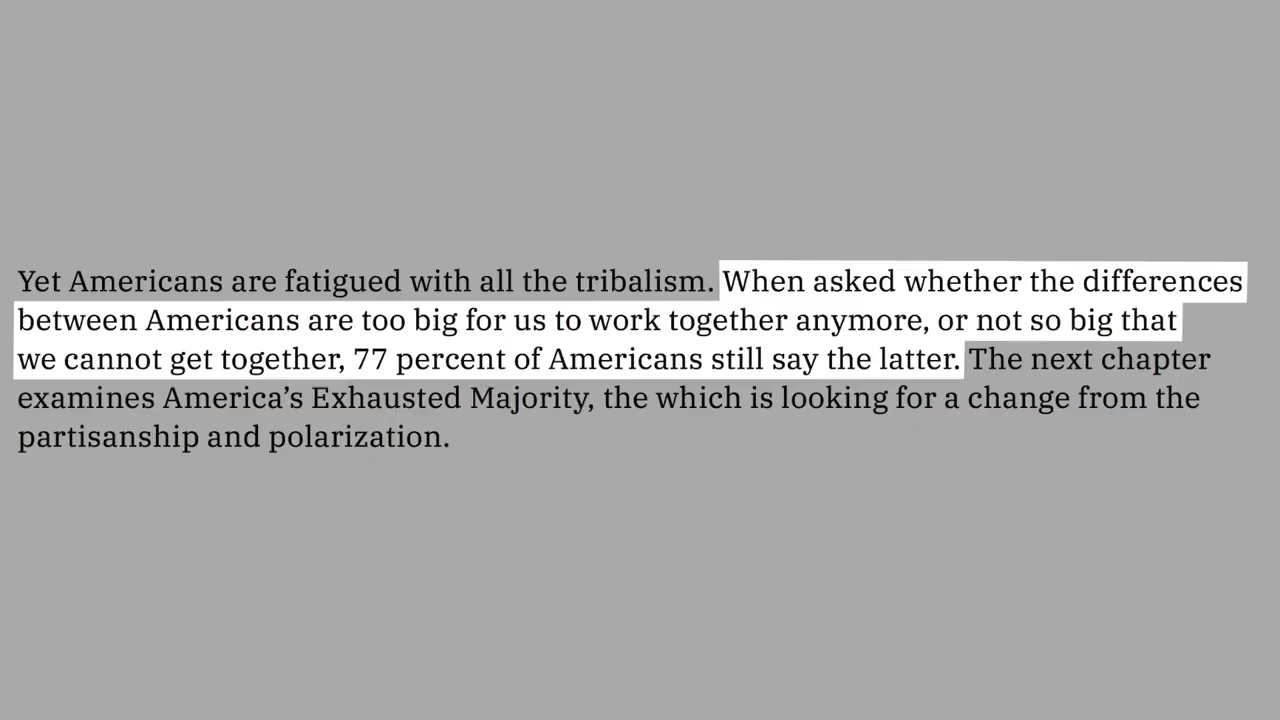 Yet Americans are fatigued with all the tribalism. When asked whether the differences
between Americans are too big for us to work together anymore, or not so big that
we cannot get together, 77 percent of Americans still say the latter. The next chapter
examines America’s Exhausted Majority, the which is looking for a change from the
partisanship and polarization.